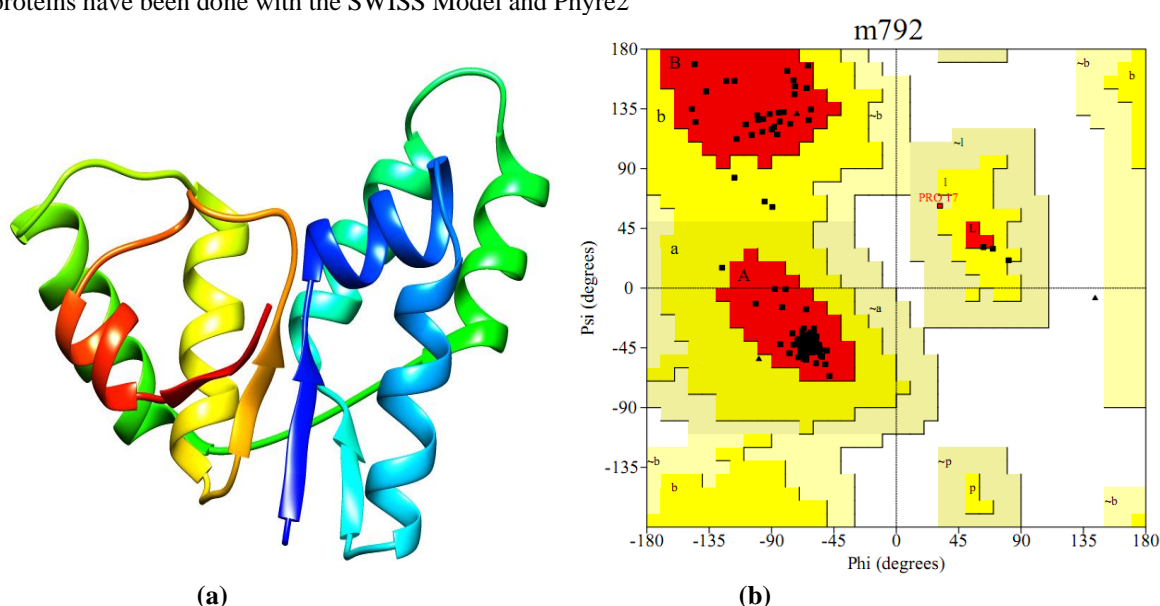 proteins have been done with the SWISS Model and Phyre2
m792
180
135
90
45
0
-45
-90
-135
-180
-135
-90
-45
0
45
90
135
180
Psi (degrees)
Phi (degrees)
B
b
~b
~b
b
~l
l
PRO 17
L
a
A
~a
~b
b
~p
p
~b
(a)
(b)